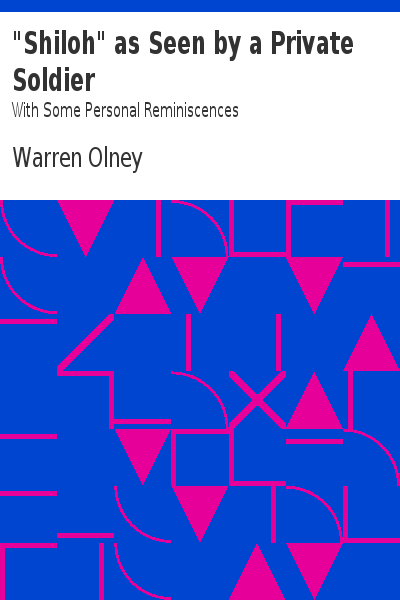 "Shiloh" as Seen by a Private
Soldier
With Some Personal Reminiscences
Warren Olney